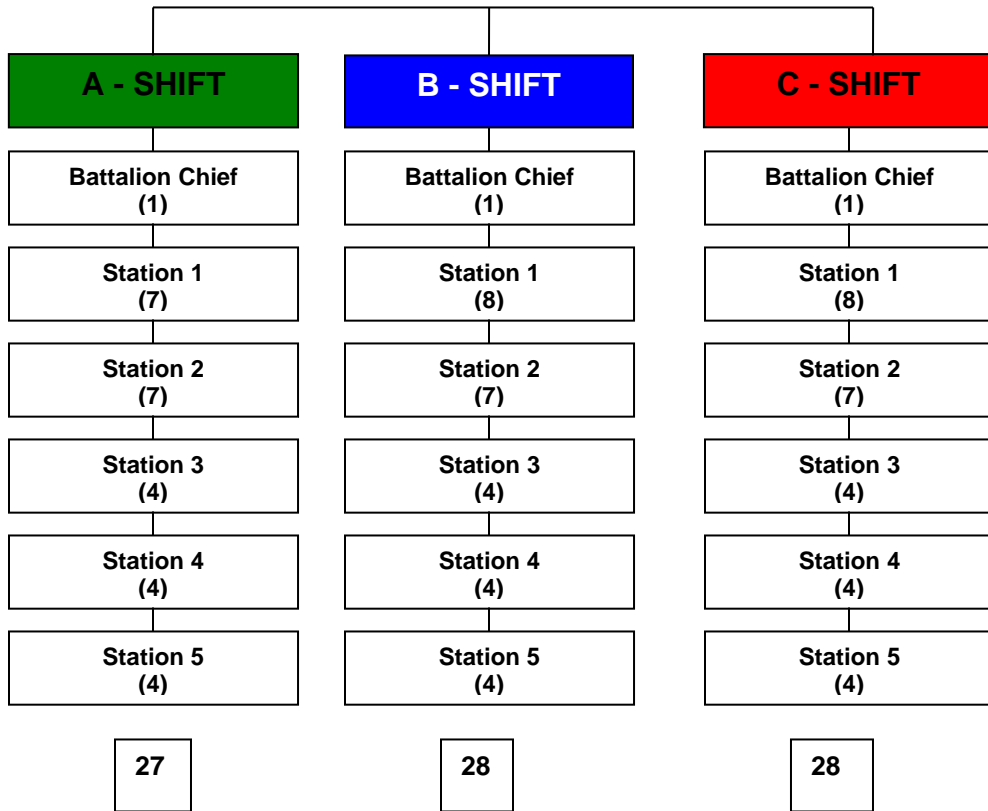 A - SHIFT
B - SHIFT
C - SHIFT
Battalion Chief
(1)
Battalion Chief
(1)
Battalion Chief
(1)
Station 1
(7)
Station 1
(8)
Station 1
(8)
Station 2
(7)
Station 2
(7)
Station 2
(7)
Station 3
(4)
Station 3
(4)
Station 3
(4)
Station 4
(4)
Station 4
(4)
Station 4
(4)
Station 5
(4)
Station 5
(4)
Station 5
(4)
27
28
28